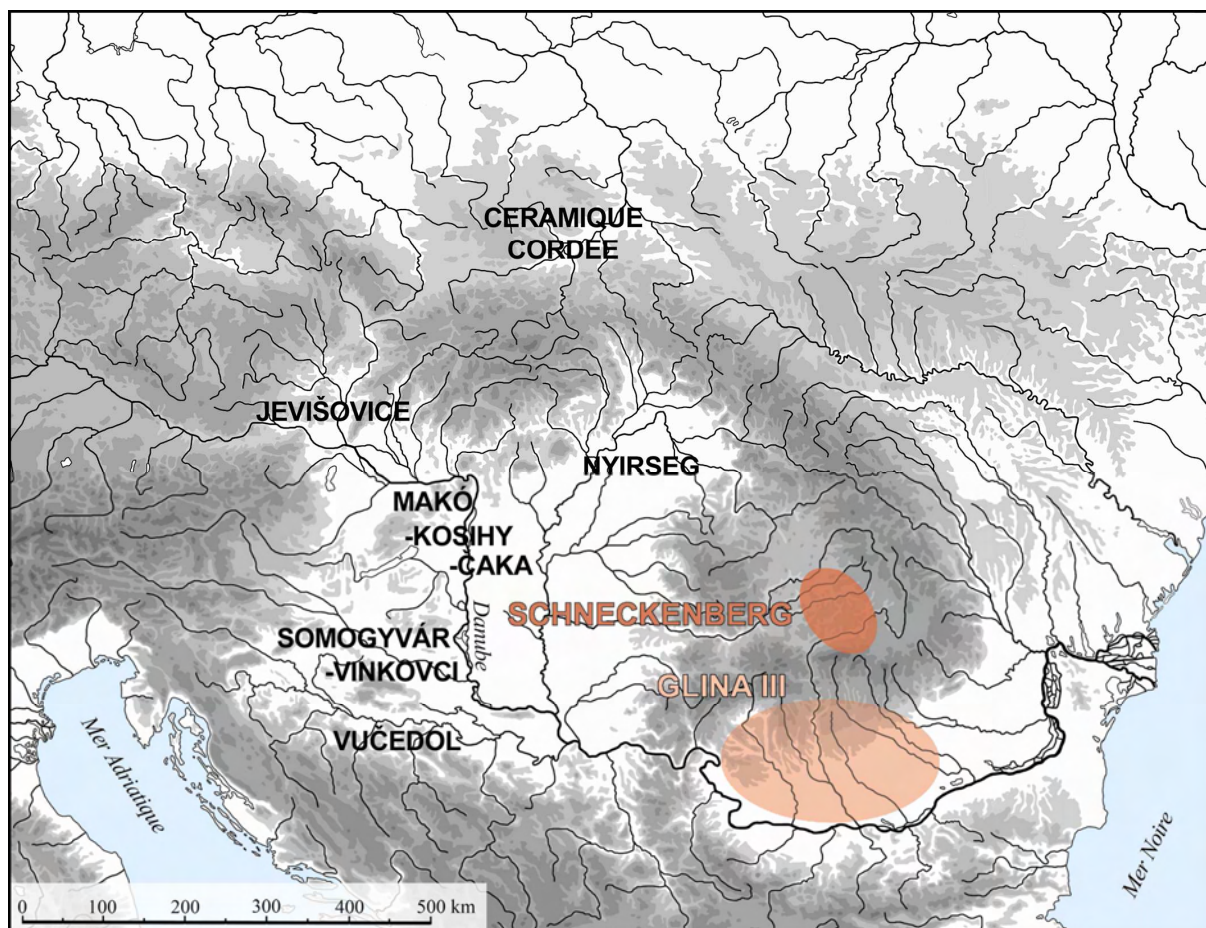 CERAMIQUE
CORDEE
JEVIŠOVICE
NYIRSEG
MAKÓ
-KOSIHY
-CAKA
SCHNECKENBERG
Danube
SOMOGYVÁR
-VINKOVCI
GLINA III
VUČEDOL
Mer Adriatique
Mer Noire
0 100 200 300 400 500 km